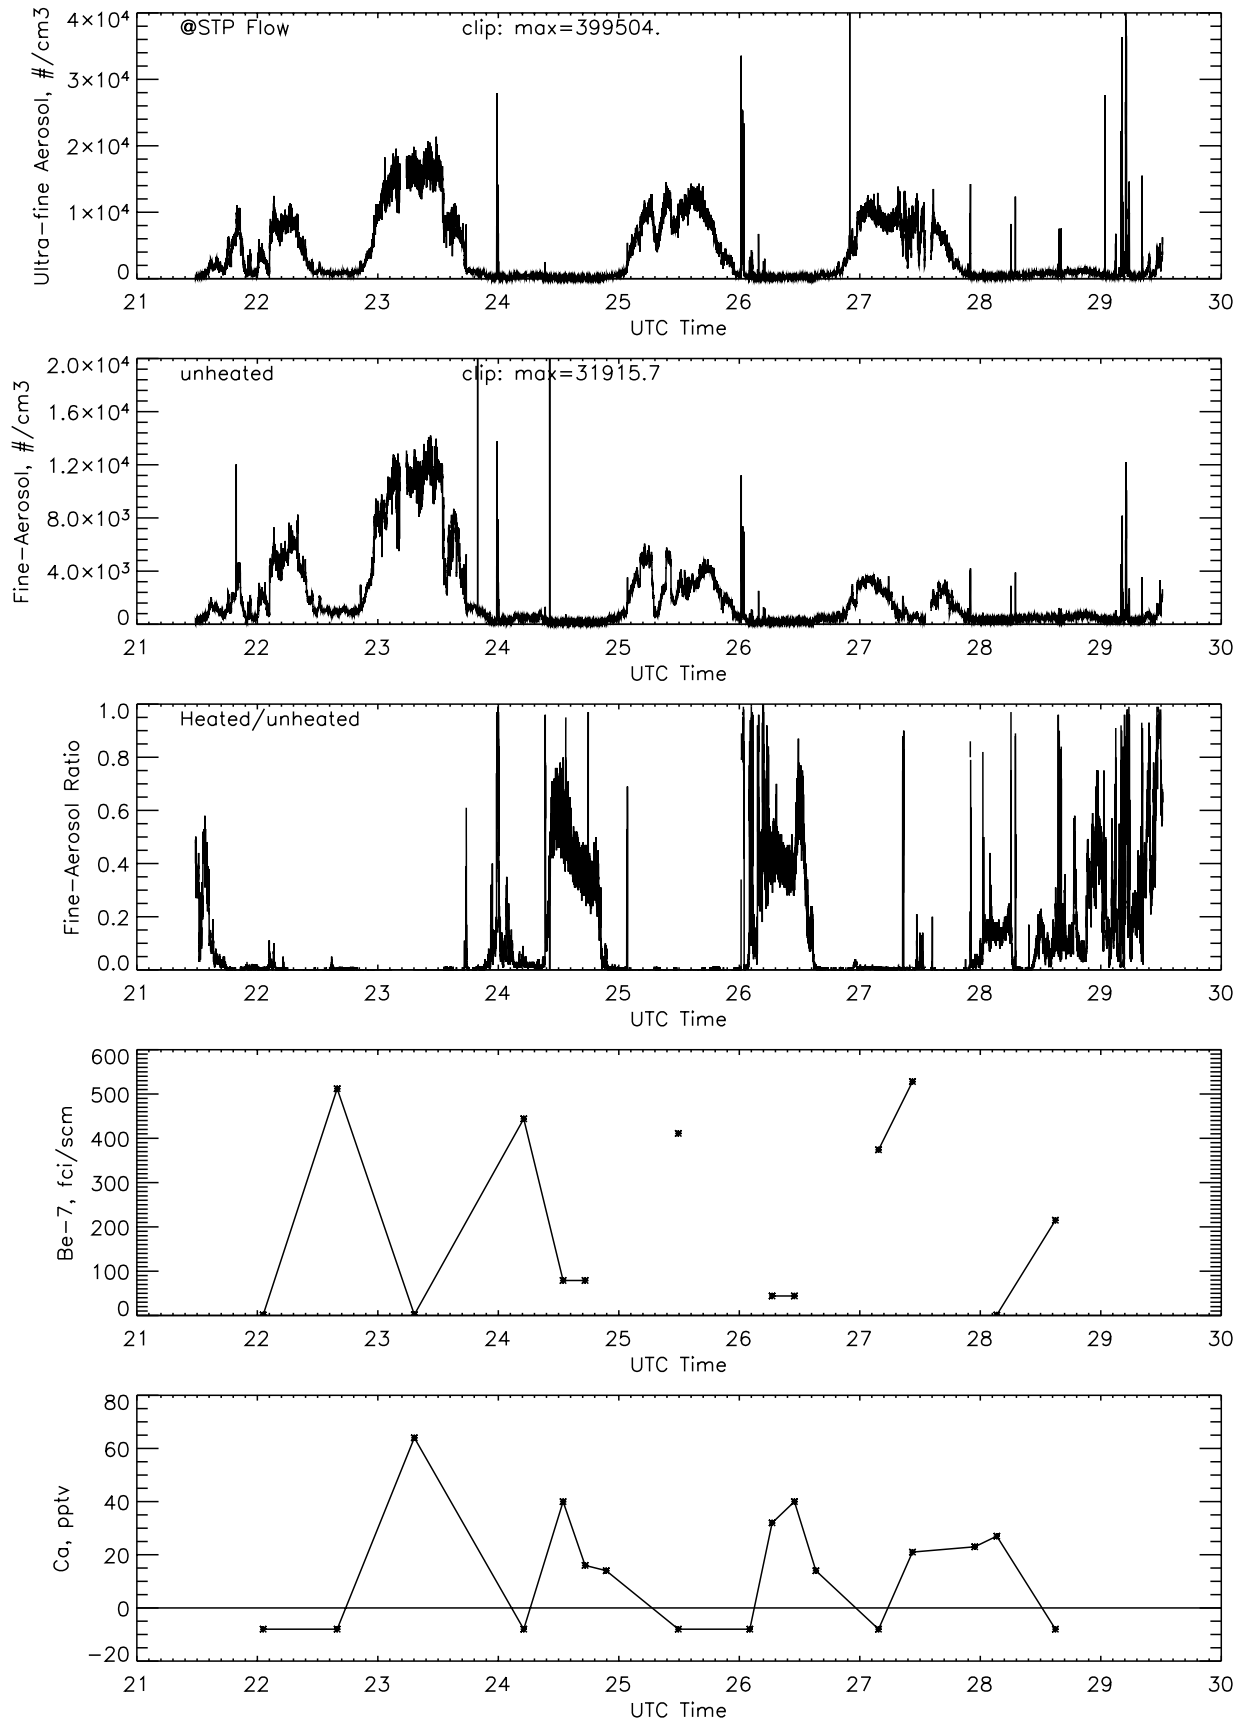 Ultra-fine Aerosol, #/cm3
@STP Flow clip: max=399504.
4×10⁴
3×10⁴
2×10⁴
1×10⁴
0
21 22 23 24 25 26 27 28 29 30
UTC Time
Fine-Aerosol, #/cm3
unheated clip: max=31915.7
2.0×10⁴
1.6×10⁴
1.2×10⁴
8.0×10³
4.0×10³
0
21 22 23 24 25 26 27 28 29 30
UTC Time
Fine-Aerosol Ratio
Heated/unheated
1.0
0.8
0.6
0.4
0.2
0.0
21 22 23 24 25 26 27 28 29 30
UTC Time
Be-7, fci/scm
600
500
400
300
200
100
0
21 22 23 24 25 26 27 28 29 30
UTC Time
Ca, pptv
80
60
40
20
0
-20
21 22 23 24 25 26 27 28 29 30
UTC Time